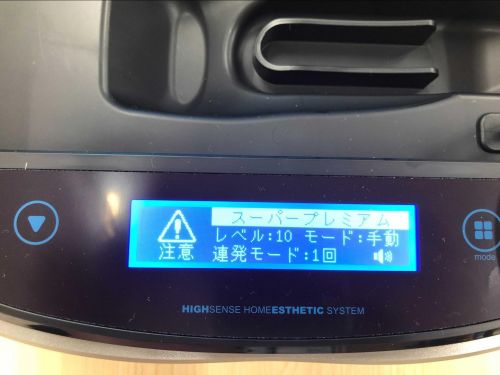 スーパープレミアム
レベル:10 モード:手動
注意 連発モード:1回
mode
HIGHSENSE HOMEESTHETIC SYSTEM